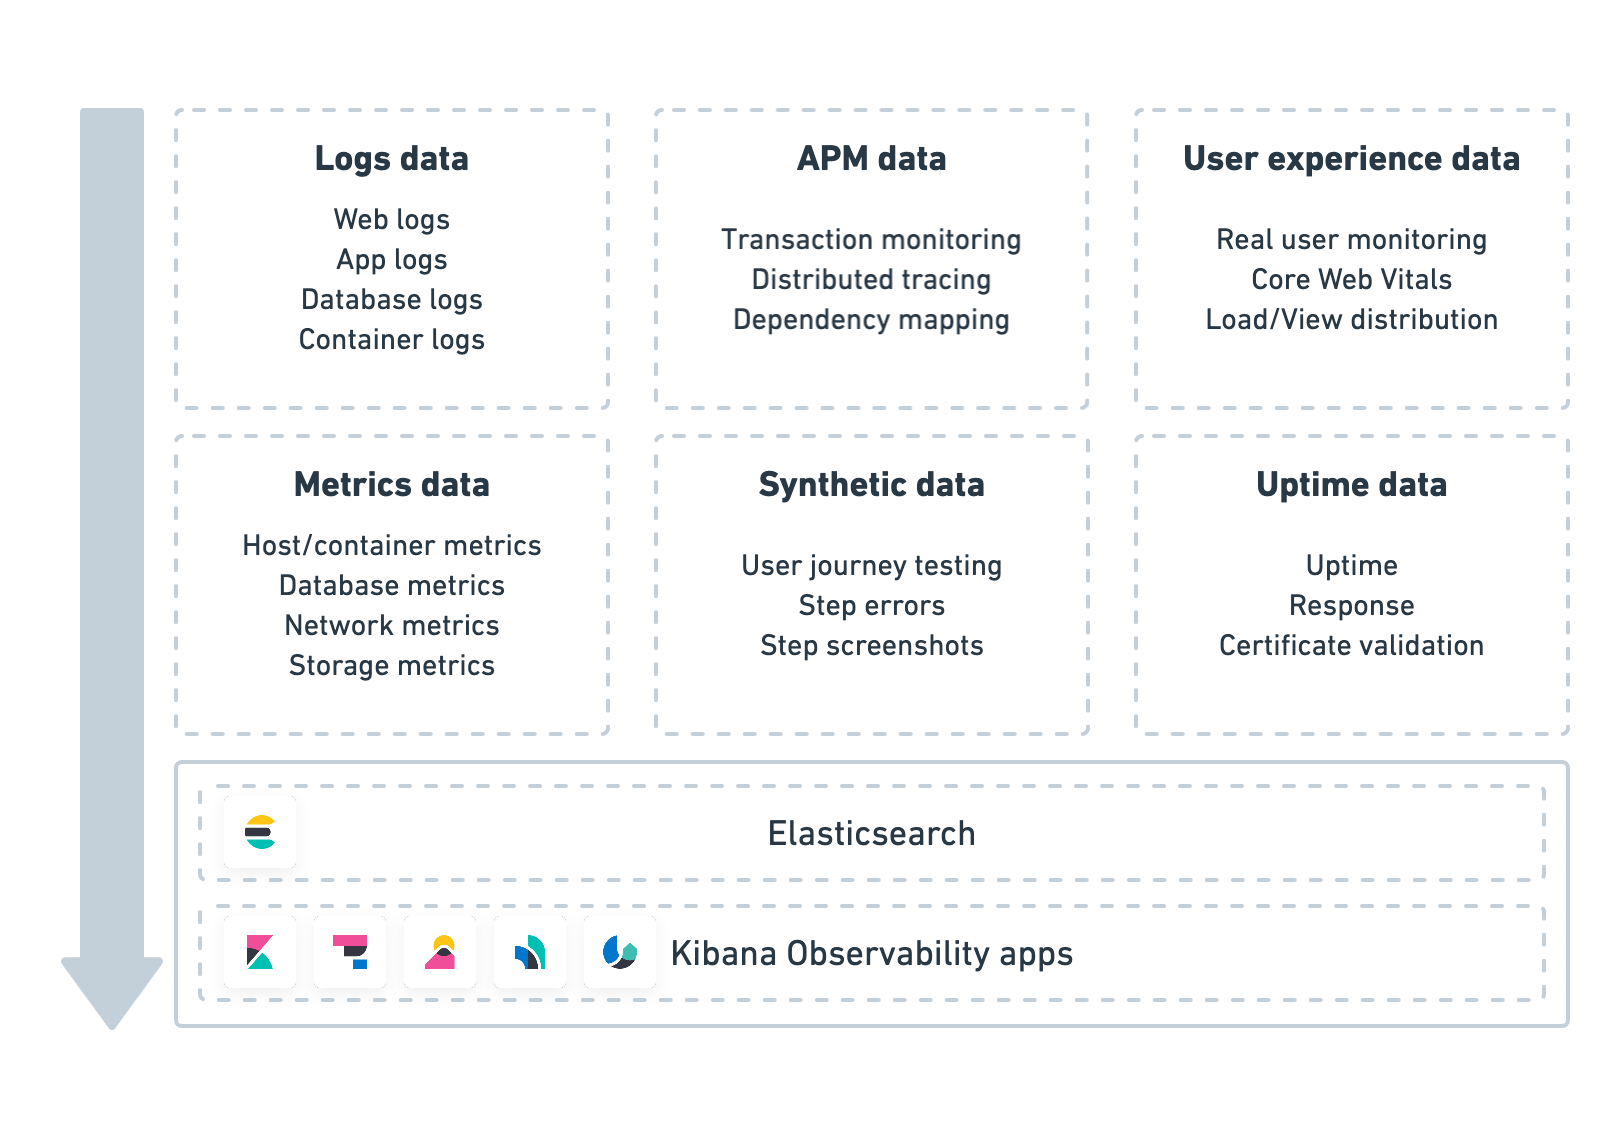 Logs data
Web logs
App logs
Database logs
Container logs
APM data
Transaction monitoring
Distributed tracing
Dependency mapping
User experience data
Real user monitoring
Core Web Vitals
Load/View distribution
Metrics data
Host/container metrics
Database metrics
Network metrics
Storage metrics
Synthetic data
User journey testing
Step errors
Step screenshots
Uptime data
Uptime
Response
Certificate validation
Elasticsearch
Kibana Observability apps